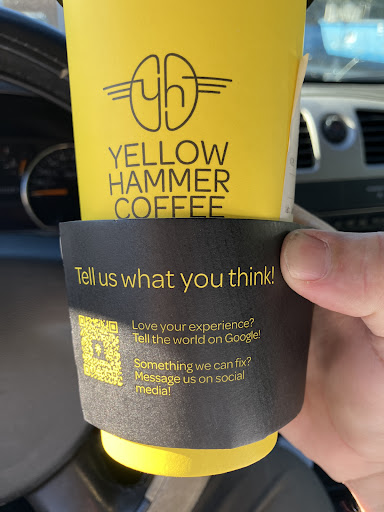 yh
YELLOW
HAMMER
COFFEE
Tell us what you think!
Love your experience?
Tell the world on Google!
Something we can fix?
Message us on social
media!